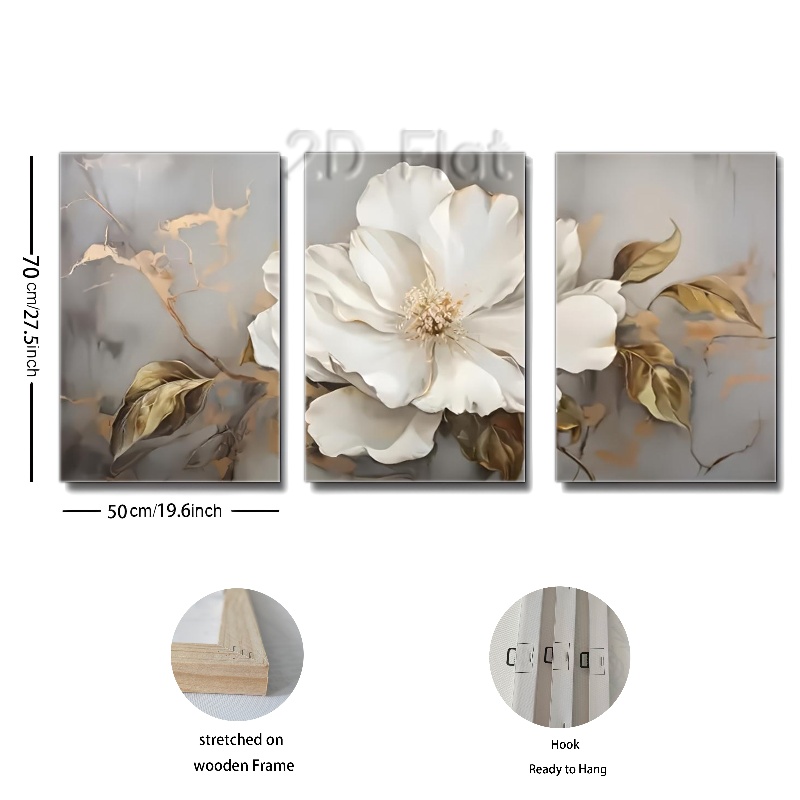 2D Flat
70 cm/27.5inch
50cm/19.6inch
stretched on
wooden Frame
Hook
Ready to Hang